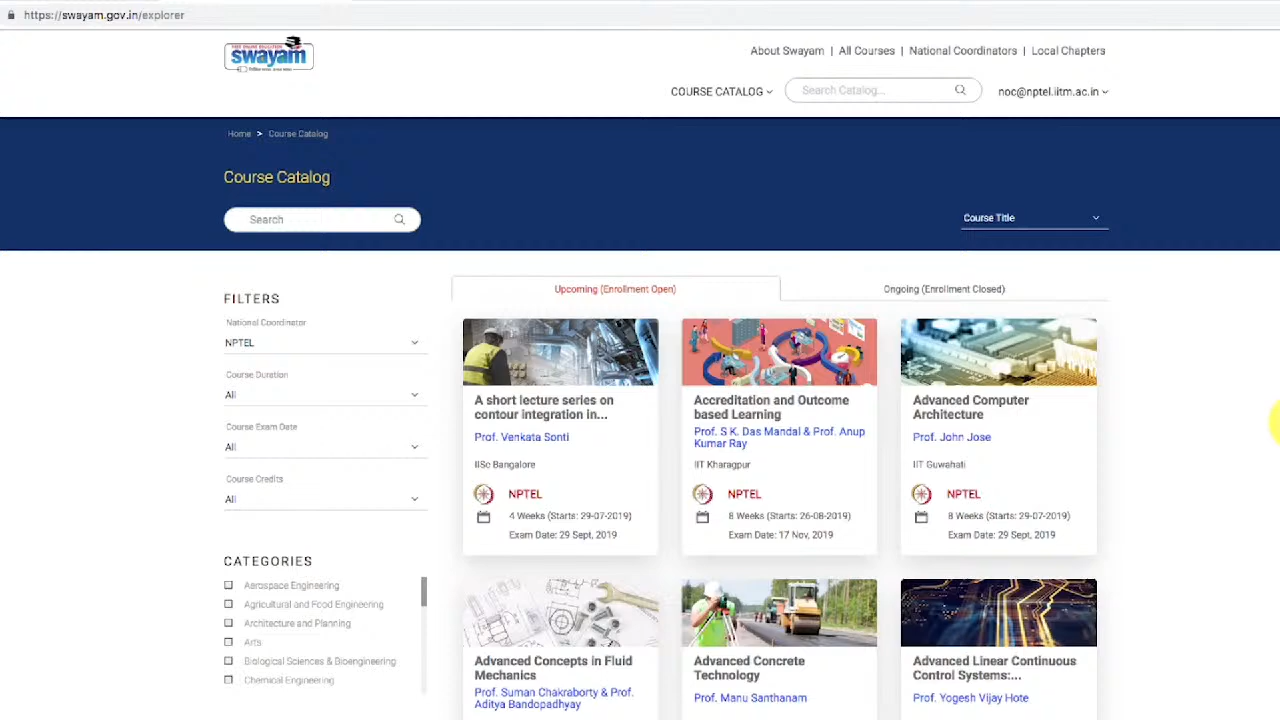 https://swayam.gov.in/explorer
FREE ONLINE EDUCATION
swayam
About Swayam | All Courses | National Coordinators | Local Chapters
COURSE CATALOG
Search Catalog...
noc@nptel.iitm.ac.in
Home > Course Catalog
Course Catalog
Search
Course Title
FILTERS
National Coordinator
NPTEL
Course Duration
All
Course Exam Date
All
Course Credits
All
CATEGORIES
Aerospace Engineering
Agricultural and Food Engineering
Architecture and Planning
Arts
Biological Sciences & Bioengineering
Chemical Engineering
Upcoming (Enrollment Open)
Ongoing (Enrollment Closed)
A short lecture series on
contour integration in...
Prof. Venkata Sonti
IISc Bangalore
NPTEL
4 Weeks (Starts: 29-07-2019)
Exam Date: 29 Sept, 2019
Accreditation and Outcome
based Learning
Prof. S K. Das Mandal & Prof. Anup
Kumar Ray
IIT Kharagpur
NPTEL
8 Weeks (Starts: 26-08-2019)
Exam Date: 17 Nov, 2019
Advanced Computer
Architecture
Prof. John Jose
IIT Guwahati
NPTEL
8 Weeks (Starts: 29-07-2019)
Exam Date: 29 Sept, 2019
Advanced Concepts in Fluid
Mechanics
Prof. Suman Chakraborty & Prof.
Aditya Bandopadhyay
Advanced Concrete
Technology
Prof. Manu Santhanam
Advanced Linear Continuous
Control Systems:...
Prof. Yogesh Vijay Hote